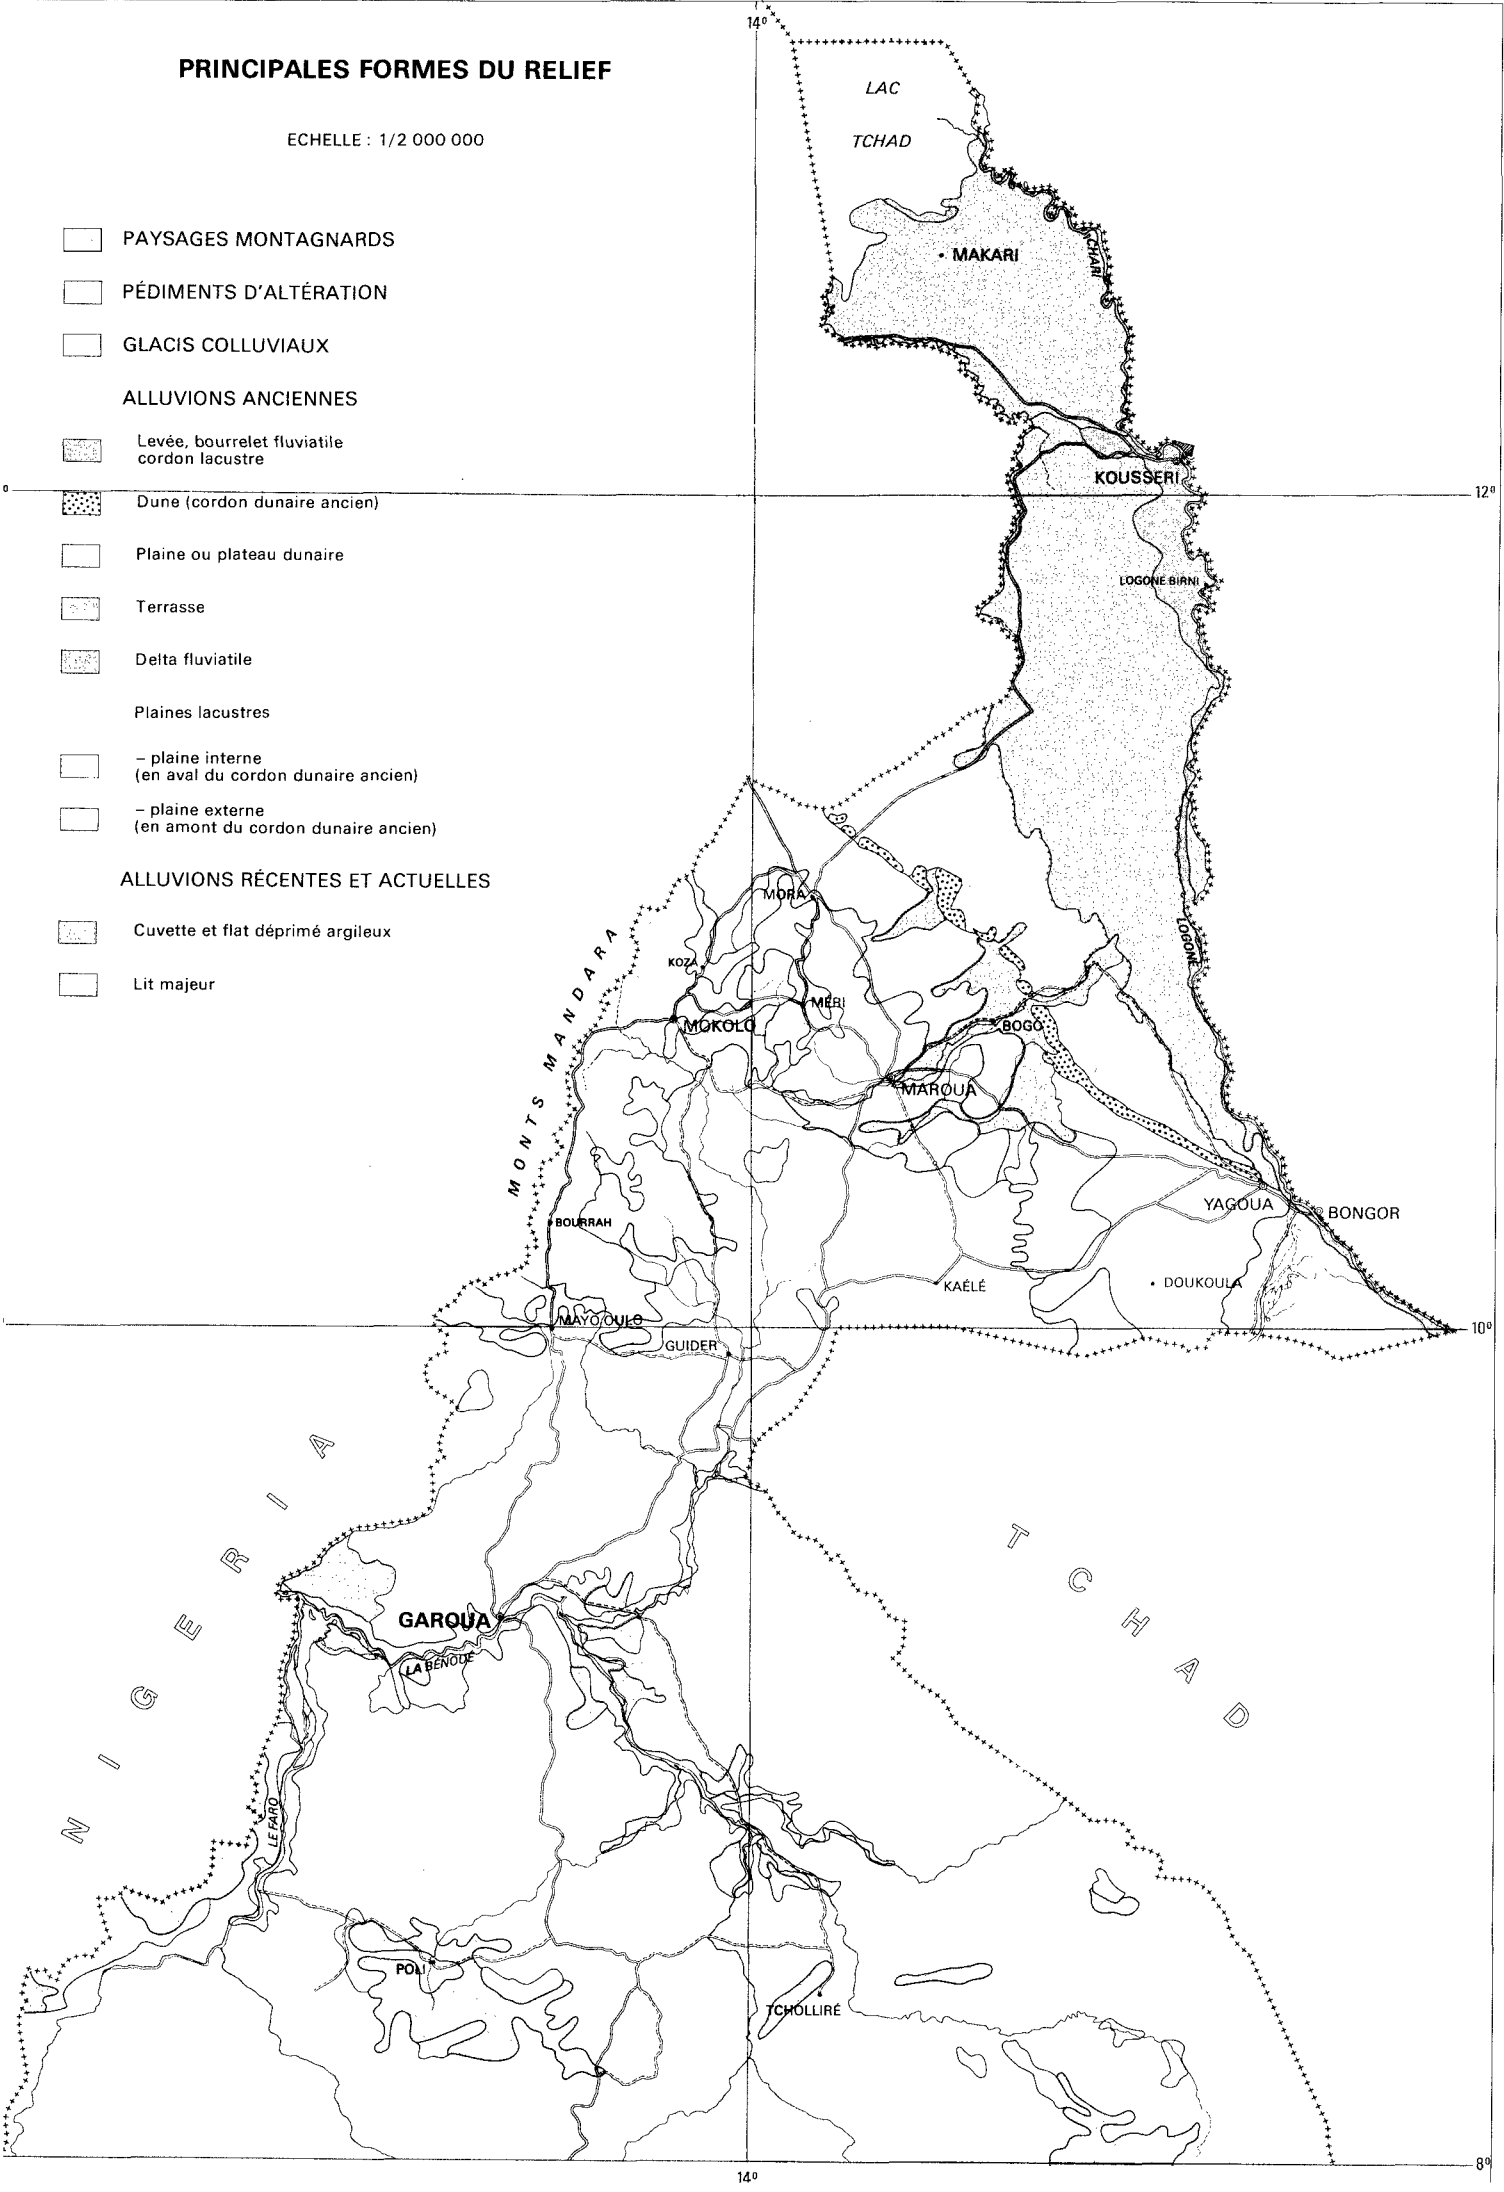 14°
PRINCIPALES FORMES DU RELIEF
ECHELLE : 1/2 000 000
PAYSAGES MONTAGNARDS
PÉDIMENTS D'ALTÉRATION
GLACIS COLLUVIAUX
ALLUVIONS ANCIENNES
Levée, bourrelet fluviatile
cordon lacustre
Dune (cordon dunaire ancien)
Plaine ou plateau dunaire
Terrasse
Delta fluviatile
Plaines lacustres
– plaine interne
(en aval du cordon dunaire ancien)
– plaine externe
(en amont du cordon dunaire ancien)
ALLUVIONS RÉCENTES ET ACTUELLES
Cuvette et flat déprimé argileux
Lit majeur
LAC
TCHAD
MAKARI
CHARI
KOUSSERI
0
12°
LOGONE BIRNI
MORA
LOGONE
KOZA
MÉRI
MOKOLO
BOGO
MAROUA
MONTS MANDARA
YAGOUA
BONGOR
BOURRAH
KAÉLÉ
DOUKOULA
MAYO OULO
10°
GUIDER
NIGERIA
TCHAD
GAROUA
LA BÉNOUÉ
LE FARO
POLI
TCHOLLIRÉ
14°
8°